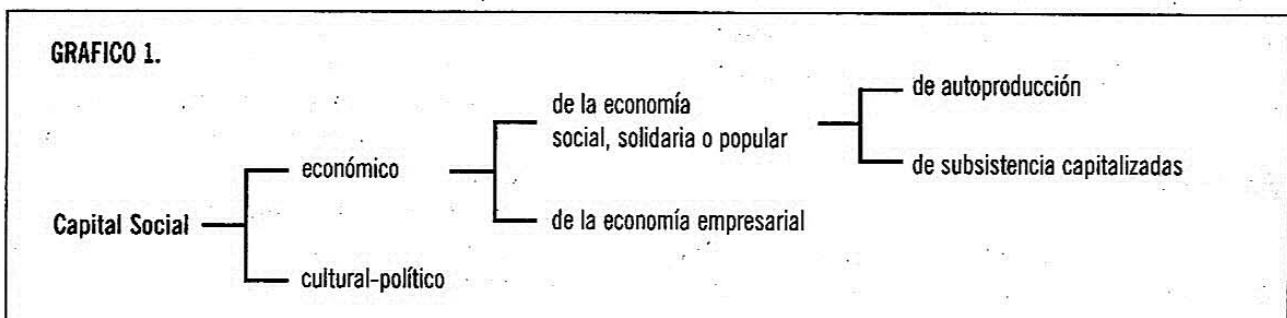 GRAFICO 1.
de autoproducción
de la economía
social, solidaria o popular
de subsistencia capitalizadas
económico
Capital Social
de la economía empresarial
cultural-político